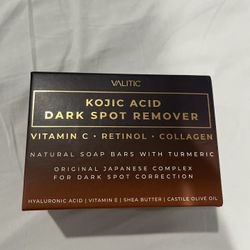 VALITIC
KOJIC ACID
DARK SPOT REMOVER
VITAMIN C • RETINOL • COLLAGEN
NATURAL SOAP BARS WITH TURMERIC
ORIGINAL JAPANESE COMPLEX
FOR DARK SPOT CORRECTION
HYALURONIC ACID | VITAMIN E | SHEA BUTTER | CASTILE OLIVE OIL